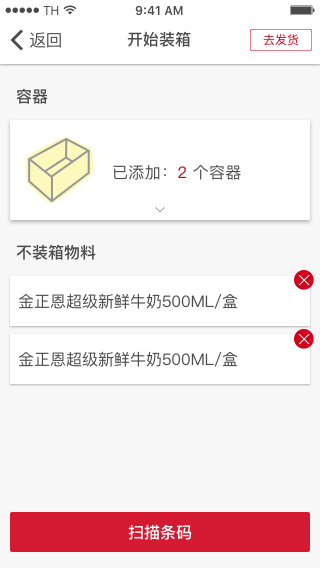 TH 9:41 AM
返回 开始装箱 去发货
容器
已添加：2 个容器
不装箱物料
金正恩超级新鲜牛奶500ML/盒
金正恩超级新鲜牛奶500ML/盒
扫描条码